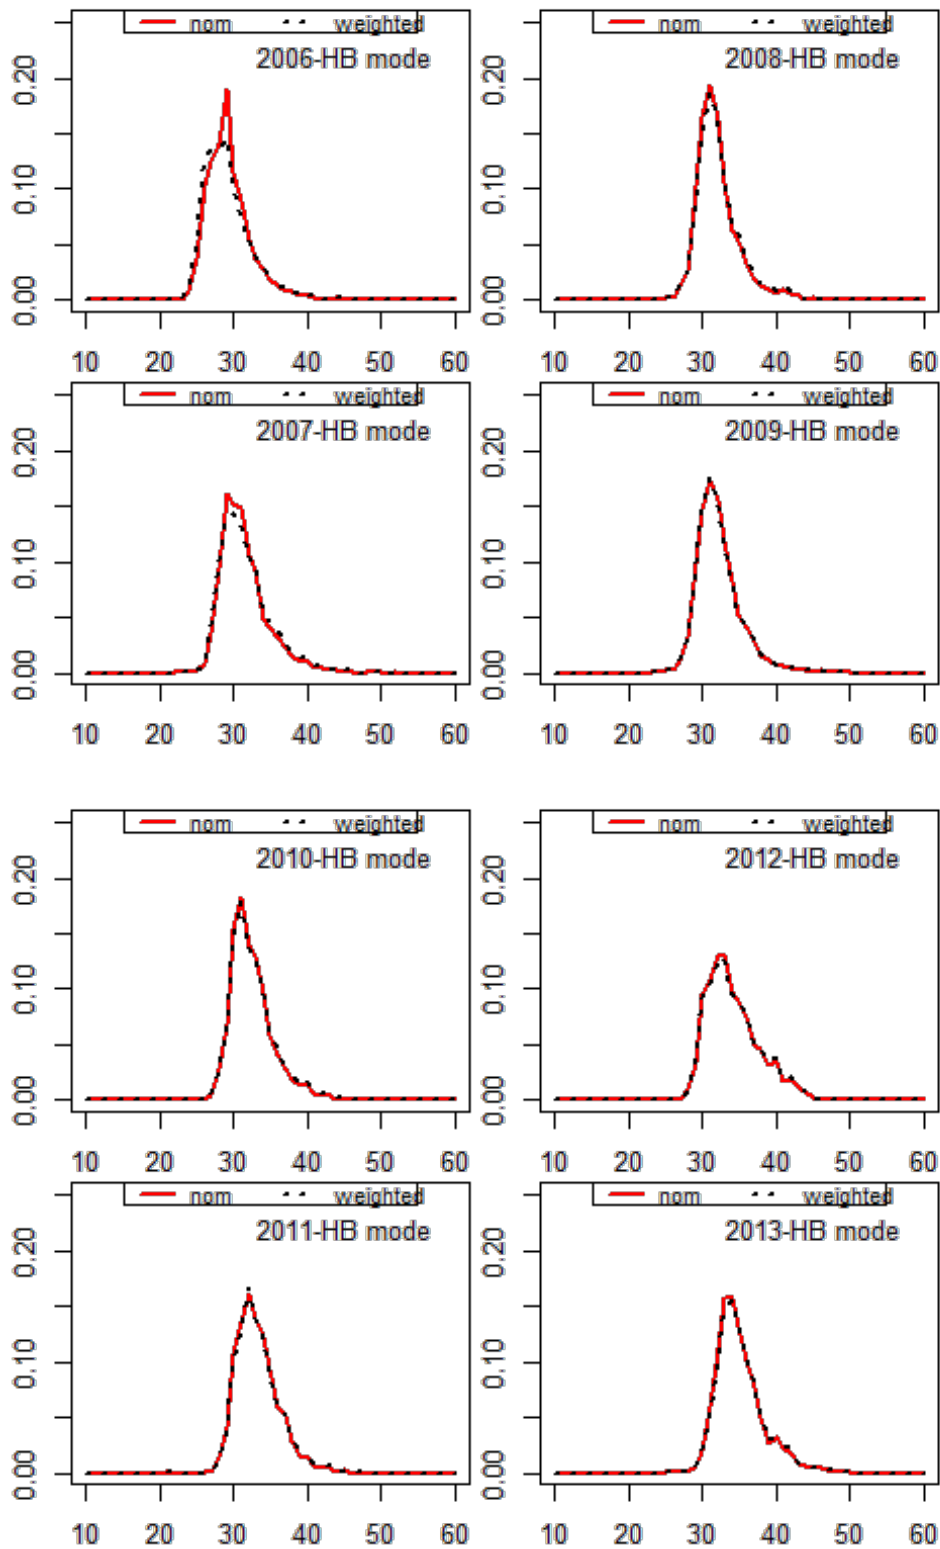 nom weighted
2006-HB mode
0.00 0.10 0.20
10 20 30 40 50 60
nom weighted
2008-HB mode
0.00 0.10 0.20
10 20 30 40 50 60
nom weighted
2007-HB mode
0.00 0.10 0.20
10 20 30 40 50 60
nom weighted
2009-HB mode
0.00 0.10 0.20
10 20 30 40 50 60
nom weighted
2010-HB mode
0.00 0.10 0.20
10 20 30 40 50 60
nom weighted
2012-HB mode
0.00 0.10 0.20
10 20 30 40 50 60
nom weighted
2011-HB mode
0.00 0.10 0.20
10 20 30 40 50 60
nom weighted
2013-HB mode
0.00 0.10 0.20
10 20 30 40 50 60